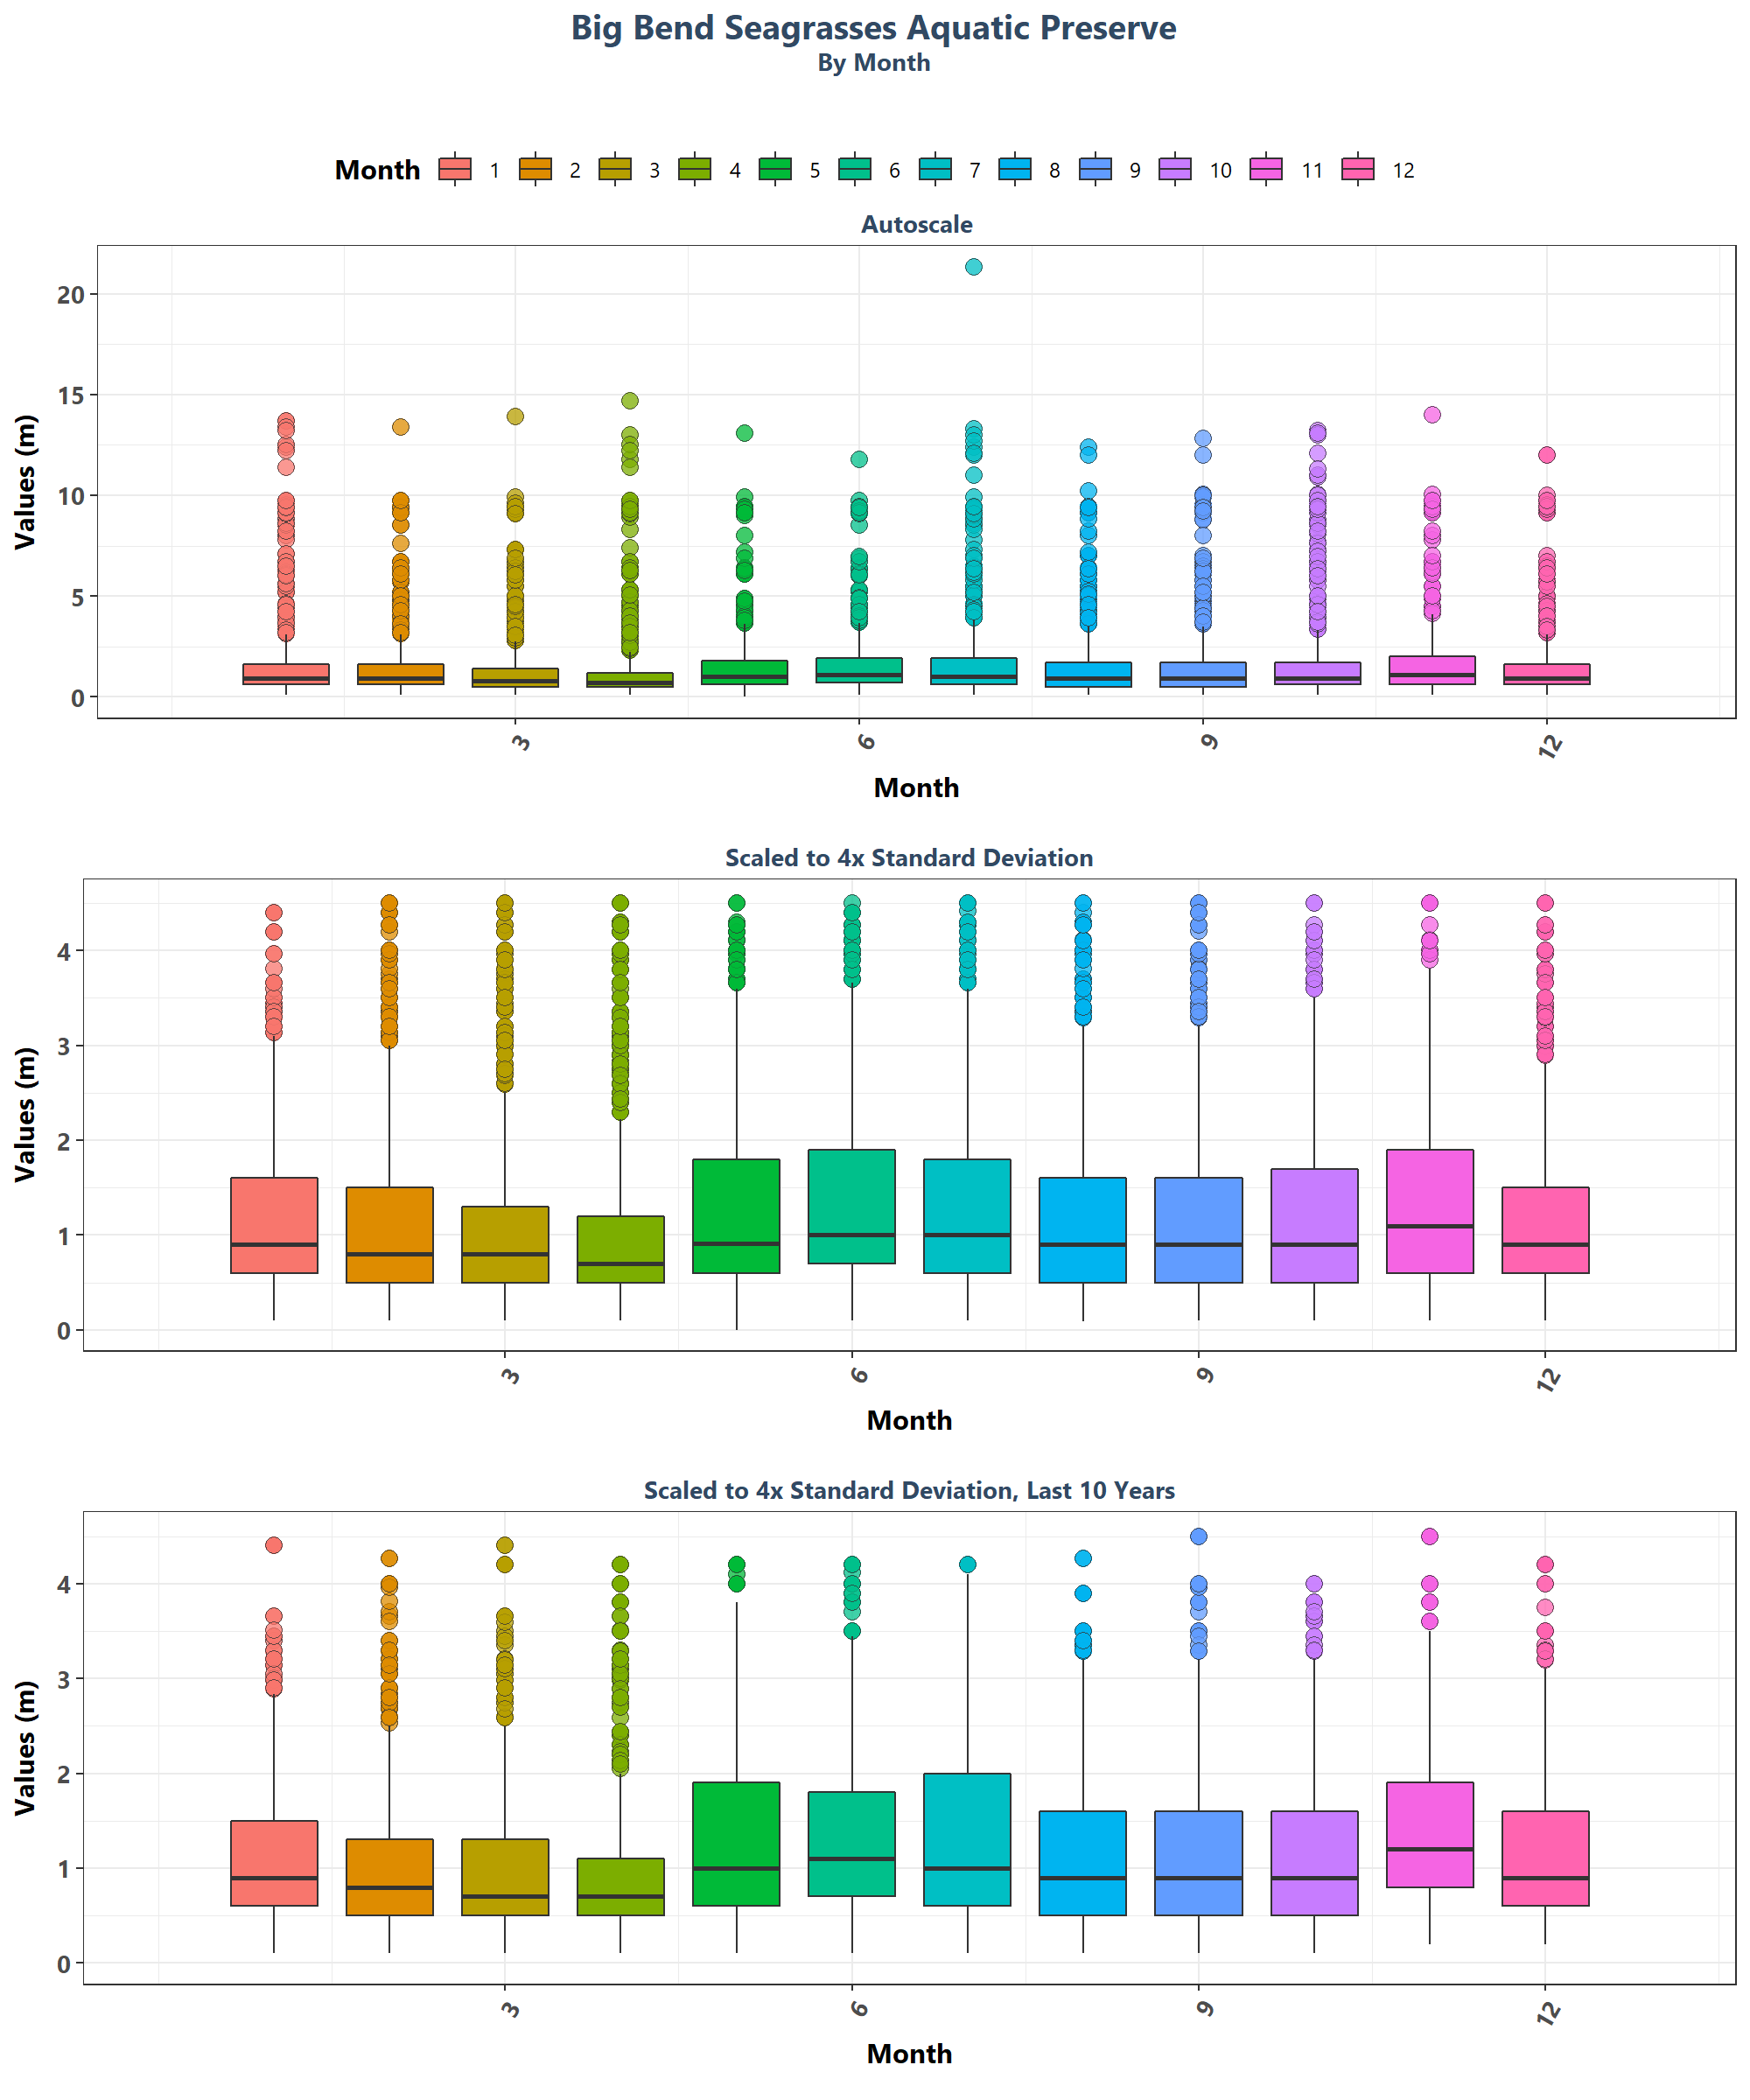 Big Bend Seagrasses Aquatic Preserve
By Month
Month 1 2 3 4 5 6 7 8 9 10 11 12
Autoscale
Values (m)
20
15
10
5
0
3 6 9 12
Month
Scaled to 4x Standard Deviation
Values (m)
4
3
2
1
0
3 6 9 12
Month
Scaled to 4x Standard Deviation, Last 10 Years
Values (m)
4
3
2
1
0
3 6 9 12
Month